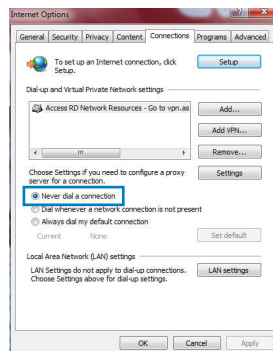 Internet Options
General Security Privacy Content Connections Programs Advanced
To set up an Internet connection, click
Setup.
Setup
Dial-up and Virtual Private Network settings
Access RD Network Resources - Go to vpn.as
Add...
Add VPN...
Remove...
Choose Settings if you need to configure a proxy
server for a connection.
Settings
Never dial a connection
Dial whenever a network connection is not present
Always dial my default connection
Current None
Set default
Local Area Network (LAN) settings
LAN Settings do not apply to dial-up connections.
Choose Settings above for dial-up settings.
LAN settings
OK Cancel Apply